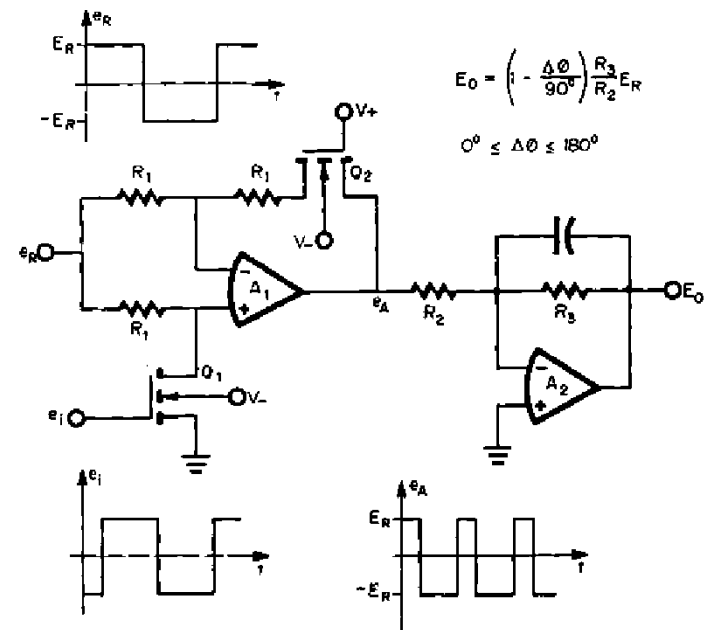 e_R
E_R
-E_R
t
E_O = (1 - ΔØ/90°) R_3/R_2 E_R
0° ≤ ΔØ ≤ 180°
V+
R_1
R_1
Q_2
V-
e_R
A_1
-
+
R_1
e_A
R_2
R_3
E_O
Q_1
V-
e_i
A_2
-
+
e_i
t
e_A
E_R
-E_R
t